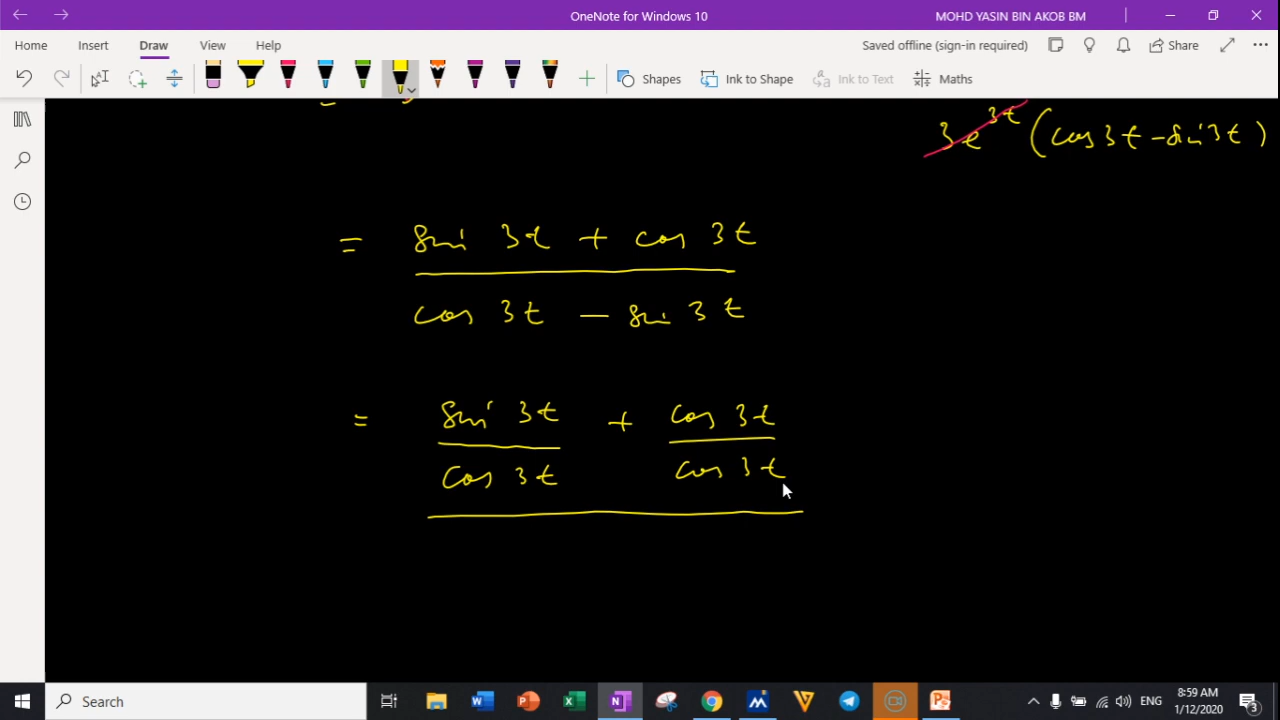 OneNote for Windows 10
MOHD YASIN BIN AKOB BM
Home Insert Draw View Help
Saved offline (sign-in required)
Share
Shapes
Ink to Shape
Ink to Text
Maths
3e^3t (cos 3t - sin 3t)
= sin 3t + cos 3t
cos 3t - sin 3t
= sin 3t + cos 3t
cos 3t cos 3t
Search
ENG
8:59 AM
1/12/2020
3